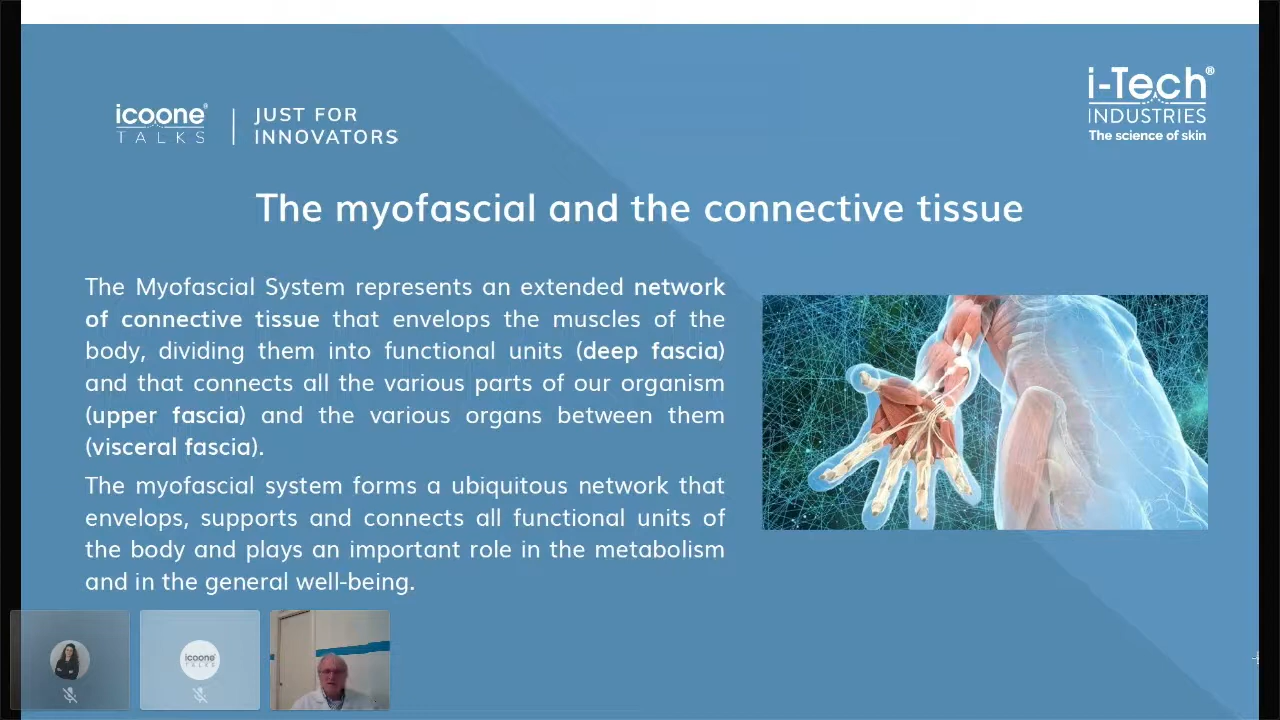 icoone®
TALKS
JUST FOR
INNOVATORS
i-Tech®
INDUSTRIES
The science of skin
The myofascial and the connective tissue
The Myofascial System represents an extended network
of connective tissue that envelops the muscles of the
body, dividing them into functional units (deep fascia)
and that connects all the various parts of our organism
(upper fascia) and the various organs between them
(visceral fascia).
The myofascial system forms a ubiquitous network that
envelops, supports and connects all functional units of
the body and plays an important role in the metabolism
and in the general well-being.
icoone
TALKS